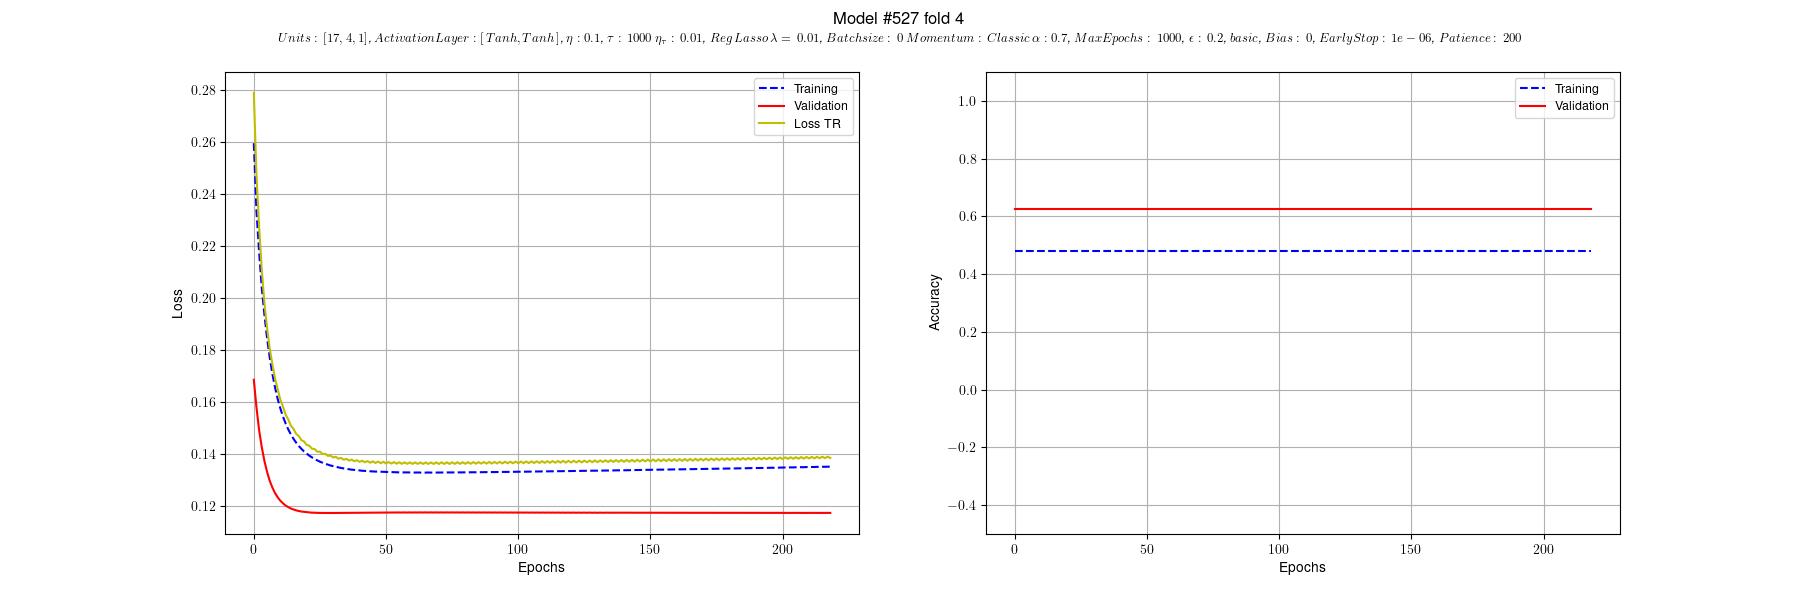 Model #527 fold 4
Units : [17, 4, 1], ActivationLayer : [Tanh, Tanh], η : 0.1, τ : 1000 ητ : 0.01, Reg Lasso λ = 0.01, Batchsize : 0 Momentum : Classic α : 0.7, MaxEpochs : 1000, ϵ : 0.2, basic, Bias : 0, EarlyStop : 1e − 06, Patience : 200
Training
Validation
Loss TR
0.28
0.26
0.24
0.22
0.20
0.18
0.16
0.14
0.12
Loss
0
50
100
150
200
Epochs
Training
Validation
1.0
0.8
0.6
0.4
0.2
0.0
−0.2
−0.4
Accuracy
0
50
100
150
200
Epochs